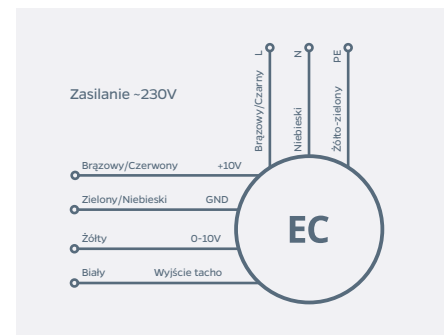 L
N
PE
Brązowy/Czarny
Niebieski
Żółto-zielony
Zasilanie ~230V
Brązowy/Czerwony +10V
Zielony/Niebieski GND
Żółty 0-10V
Biały Wyjście tacho
EC